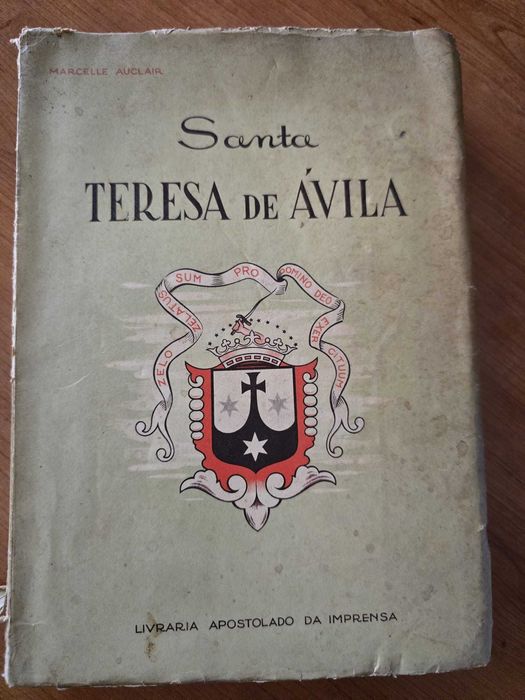 MARCELLE AUCLAIR
Santa
TERESA DE ÁVILA
ZELO ZELATUS SUM PRO DOMINO DEO EXERCITUUM
LIVRARIA APOSTOLADO DA IMPRENSA